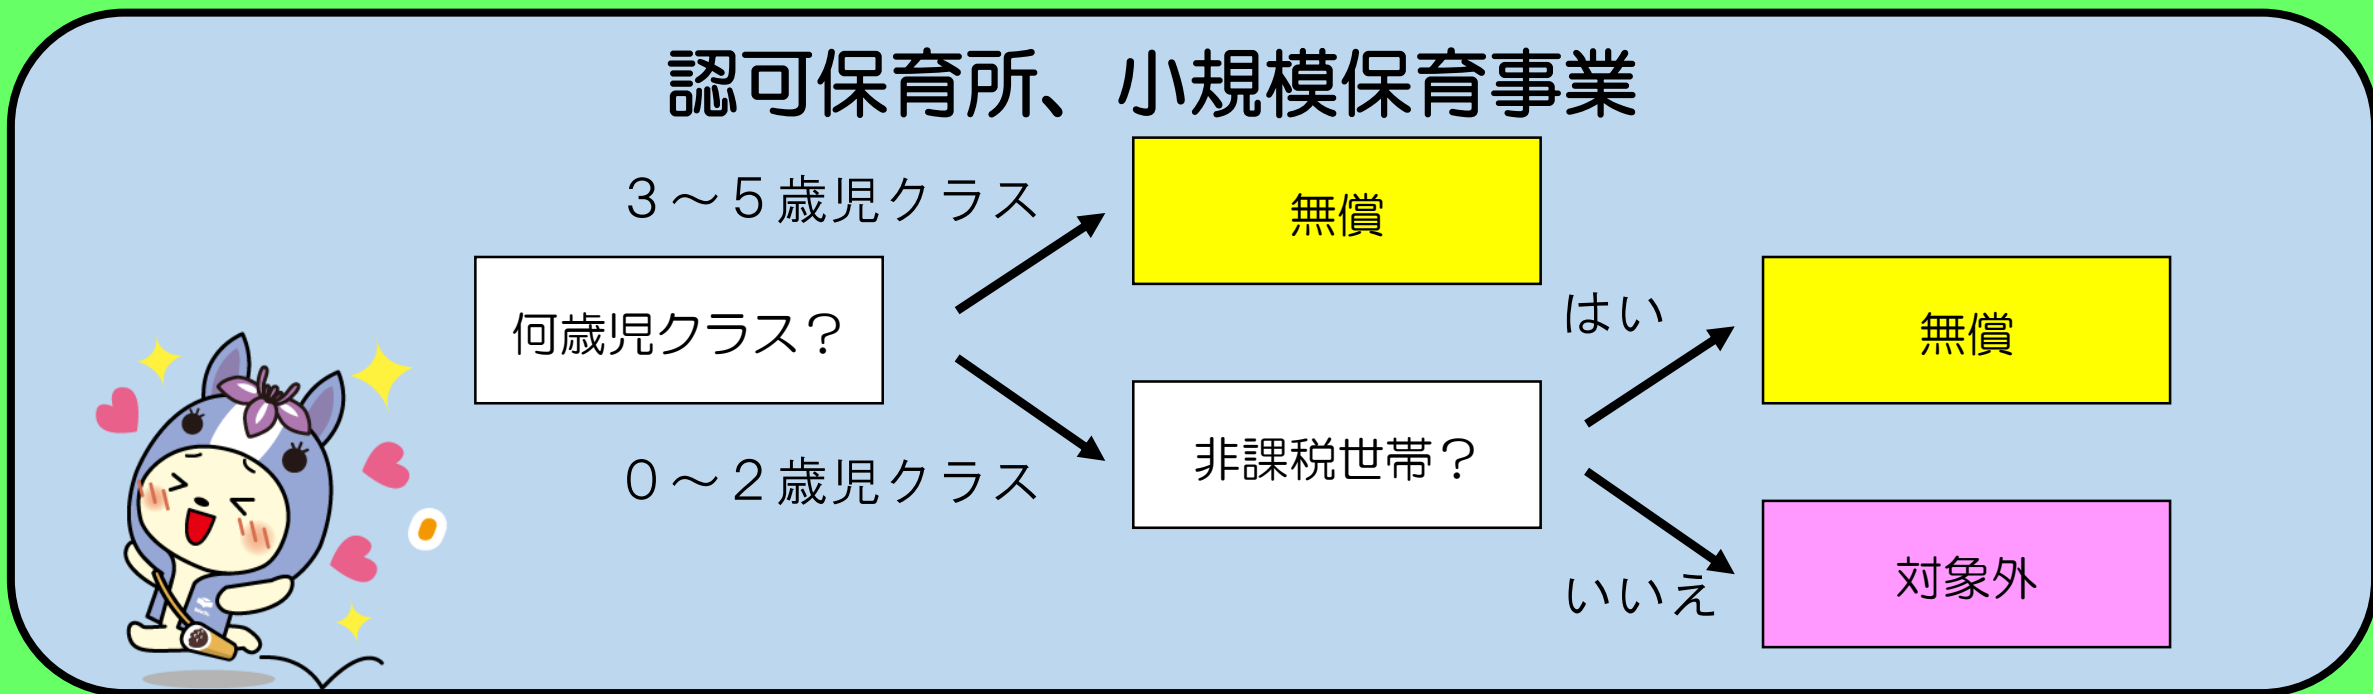 認可保育所、小規模保育事業
３～５歳児クラス
無償
何歳児クラス？
はい
無償
０～２歳児クラス
非課税世帯？
いいえ
対象外